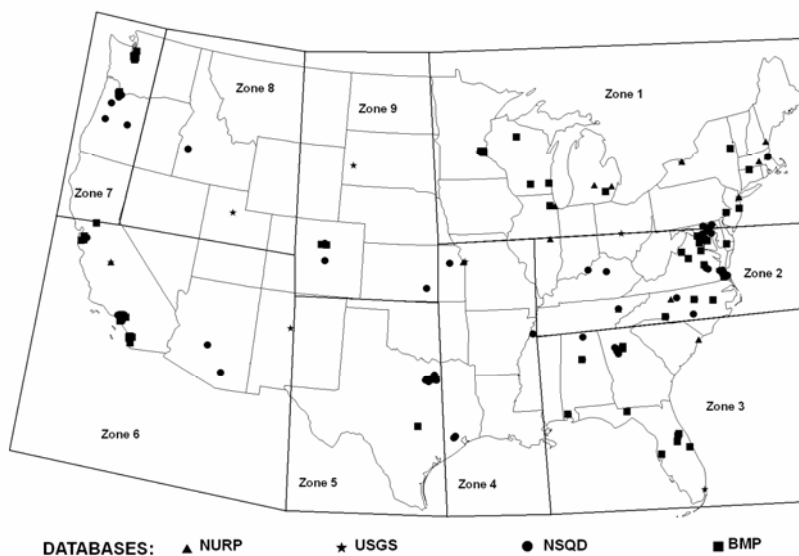 Zone 8
Zone 9
Zone 1
Zone 7
Zone 2
Zone 6
Zone 5
Zone 4
Zone 3
DATABASES: NURP USGS NSQD BMP